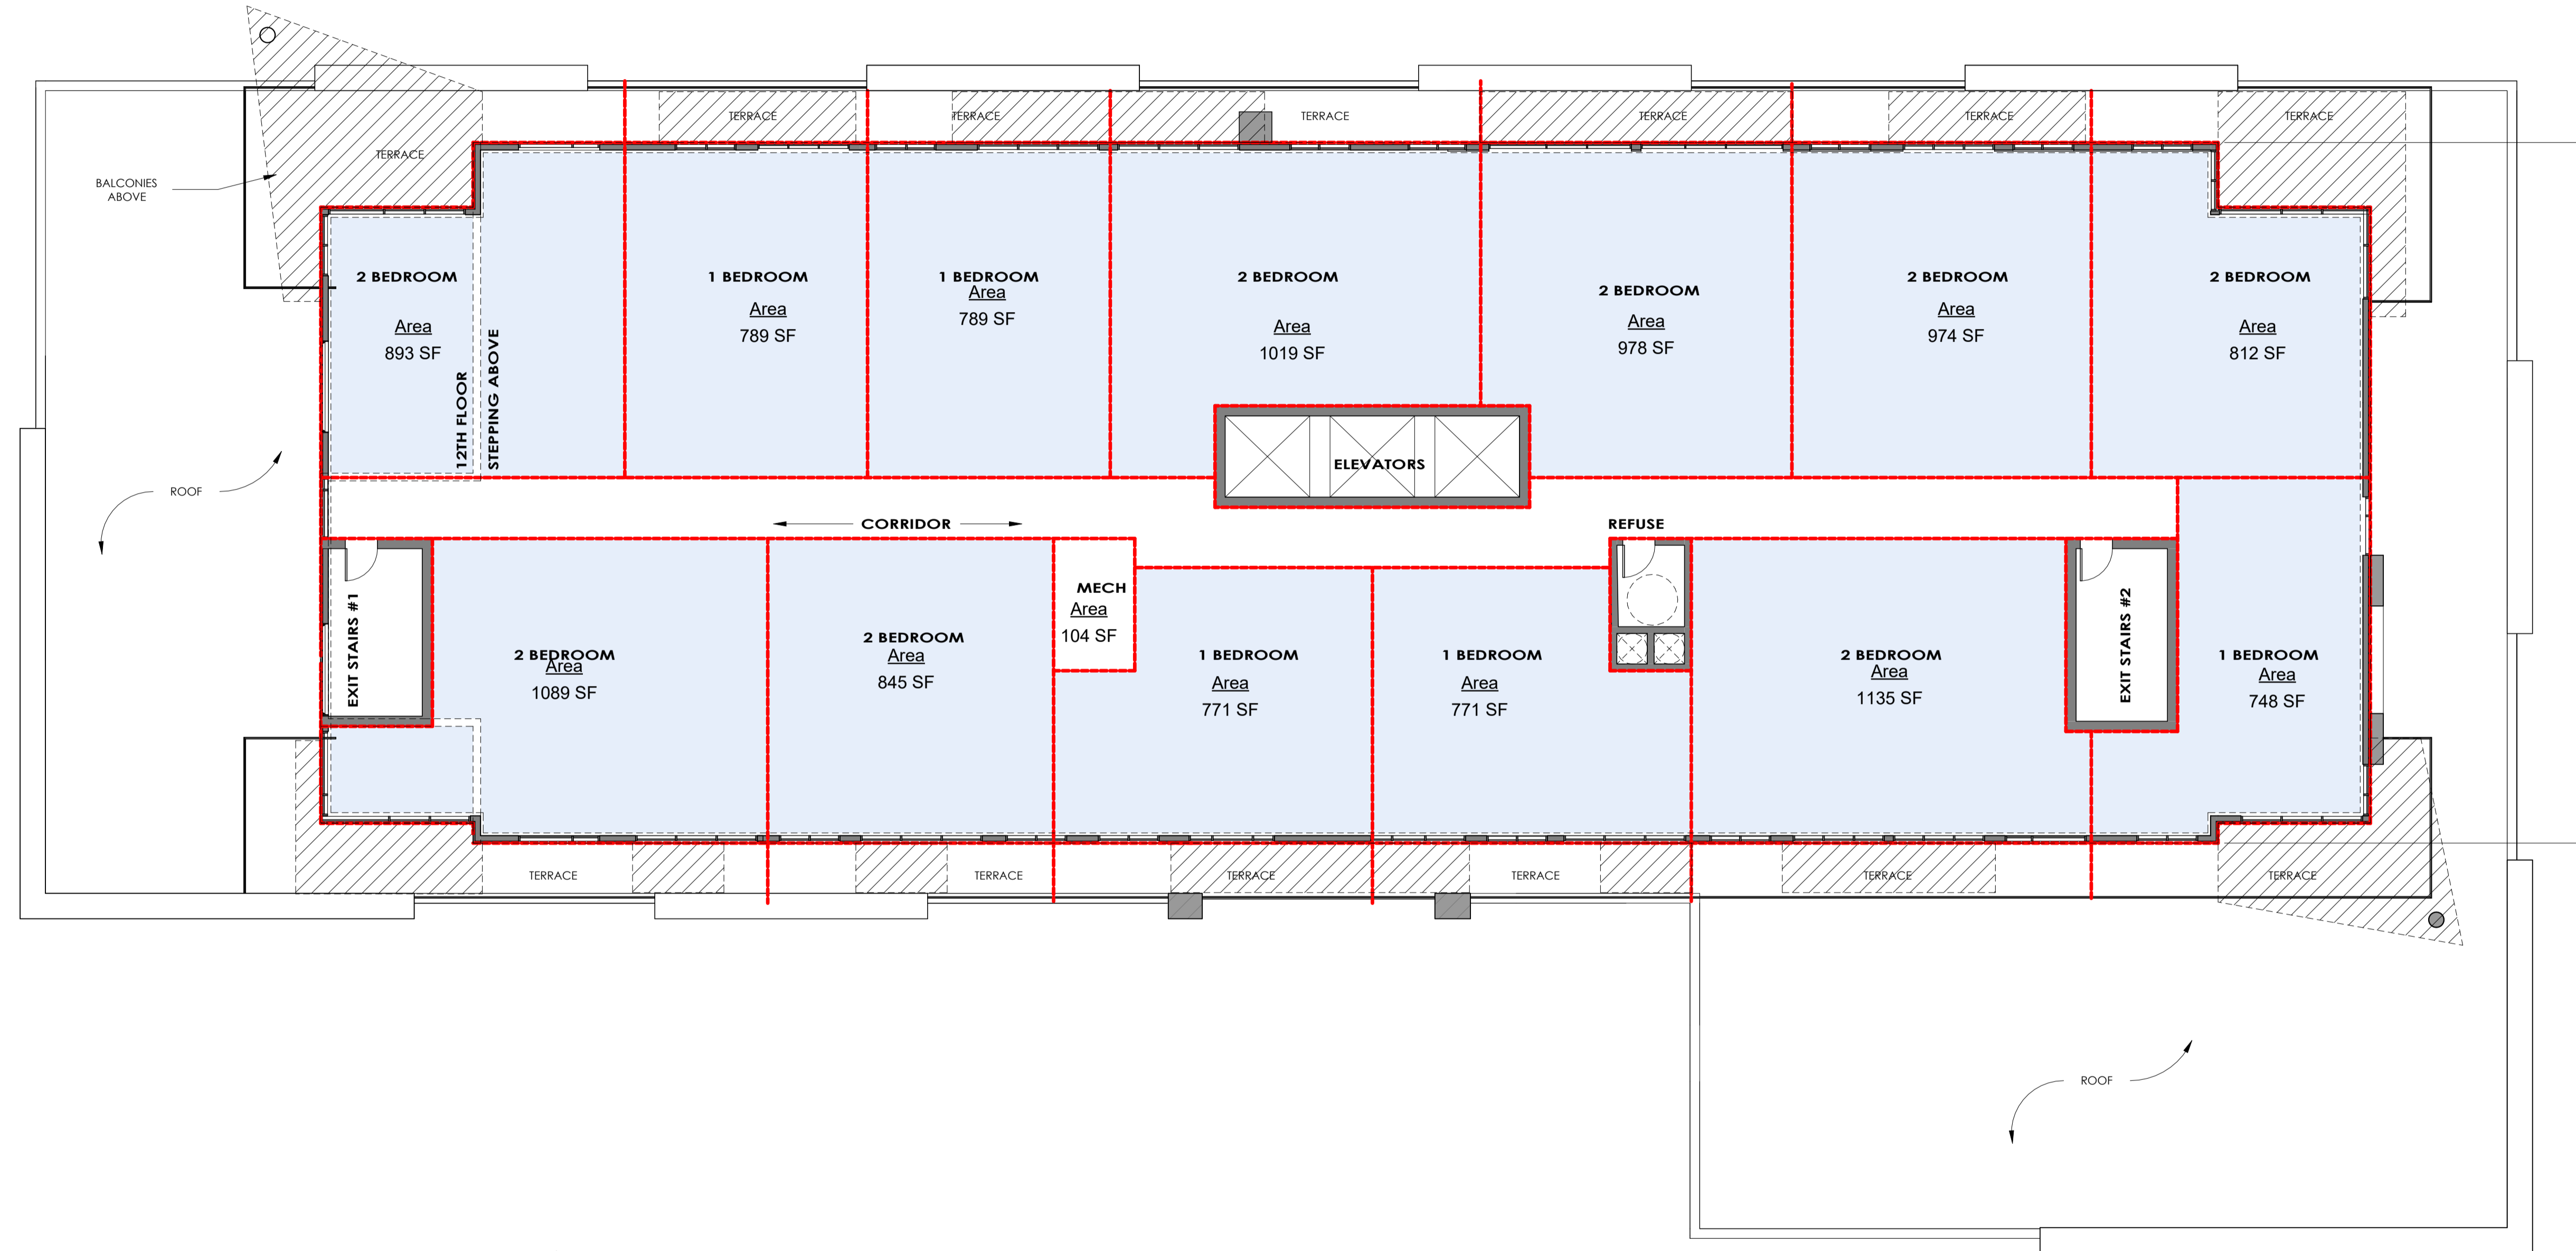 TERRACE
TERRACE
TERRACE
TERRACE
TERRACE
TERRACE
TERRACE
BALCONIES
ABOVE
2 BEDROOM
Area
893 SF
12TH FLOOR
STEPPING ABOVE
1 BEDROOM
Area
789 SF
1 BEDROOM
Area
789 SF
2 BEDROOM
Area
1019 SF
2 BEDROOM
Area
978 SF
2 BEDROOM
Area
974 SF
2 BEDROOM
Area
812 SF
ELEVATORS
ROOF
CORRIDOR
REFUSE
EXIT STAIRS #1
2 BEDROOM
Area
1089 SF
2 BEDROOM
Area
845 SF
MECH
Area
104 SF
1 BEDROOM
Area
771 SF
1 BEDROOM
Area
771 SF
2 BEDROOM
Area
1135 SF
EXIT STAIRS #2
1 BEDROOM
Area
748 SF
TERRACE
TERRACE
TERRACE
TERRACE
TERRACE
TERRACE
ROOF